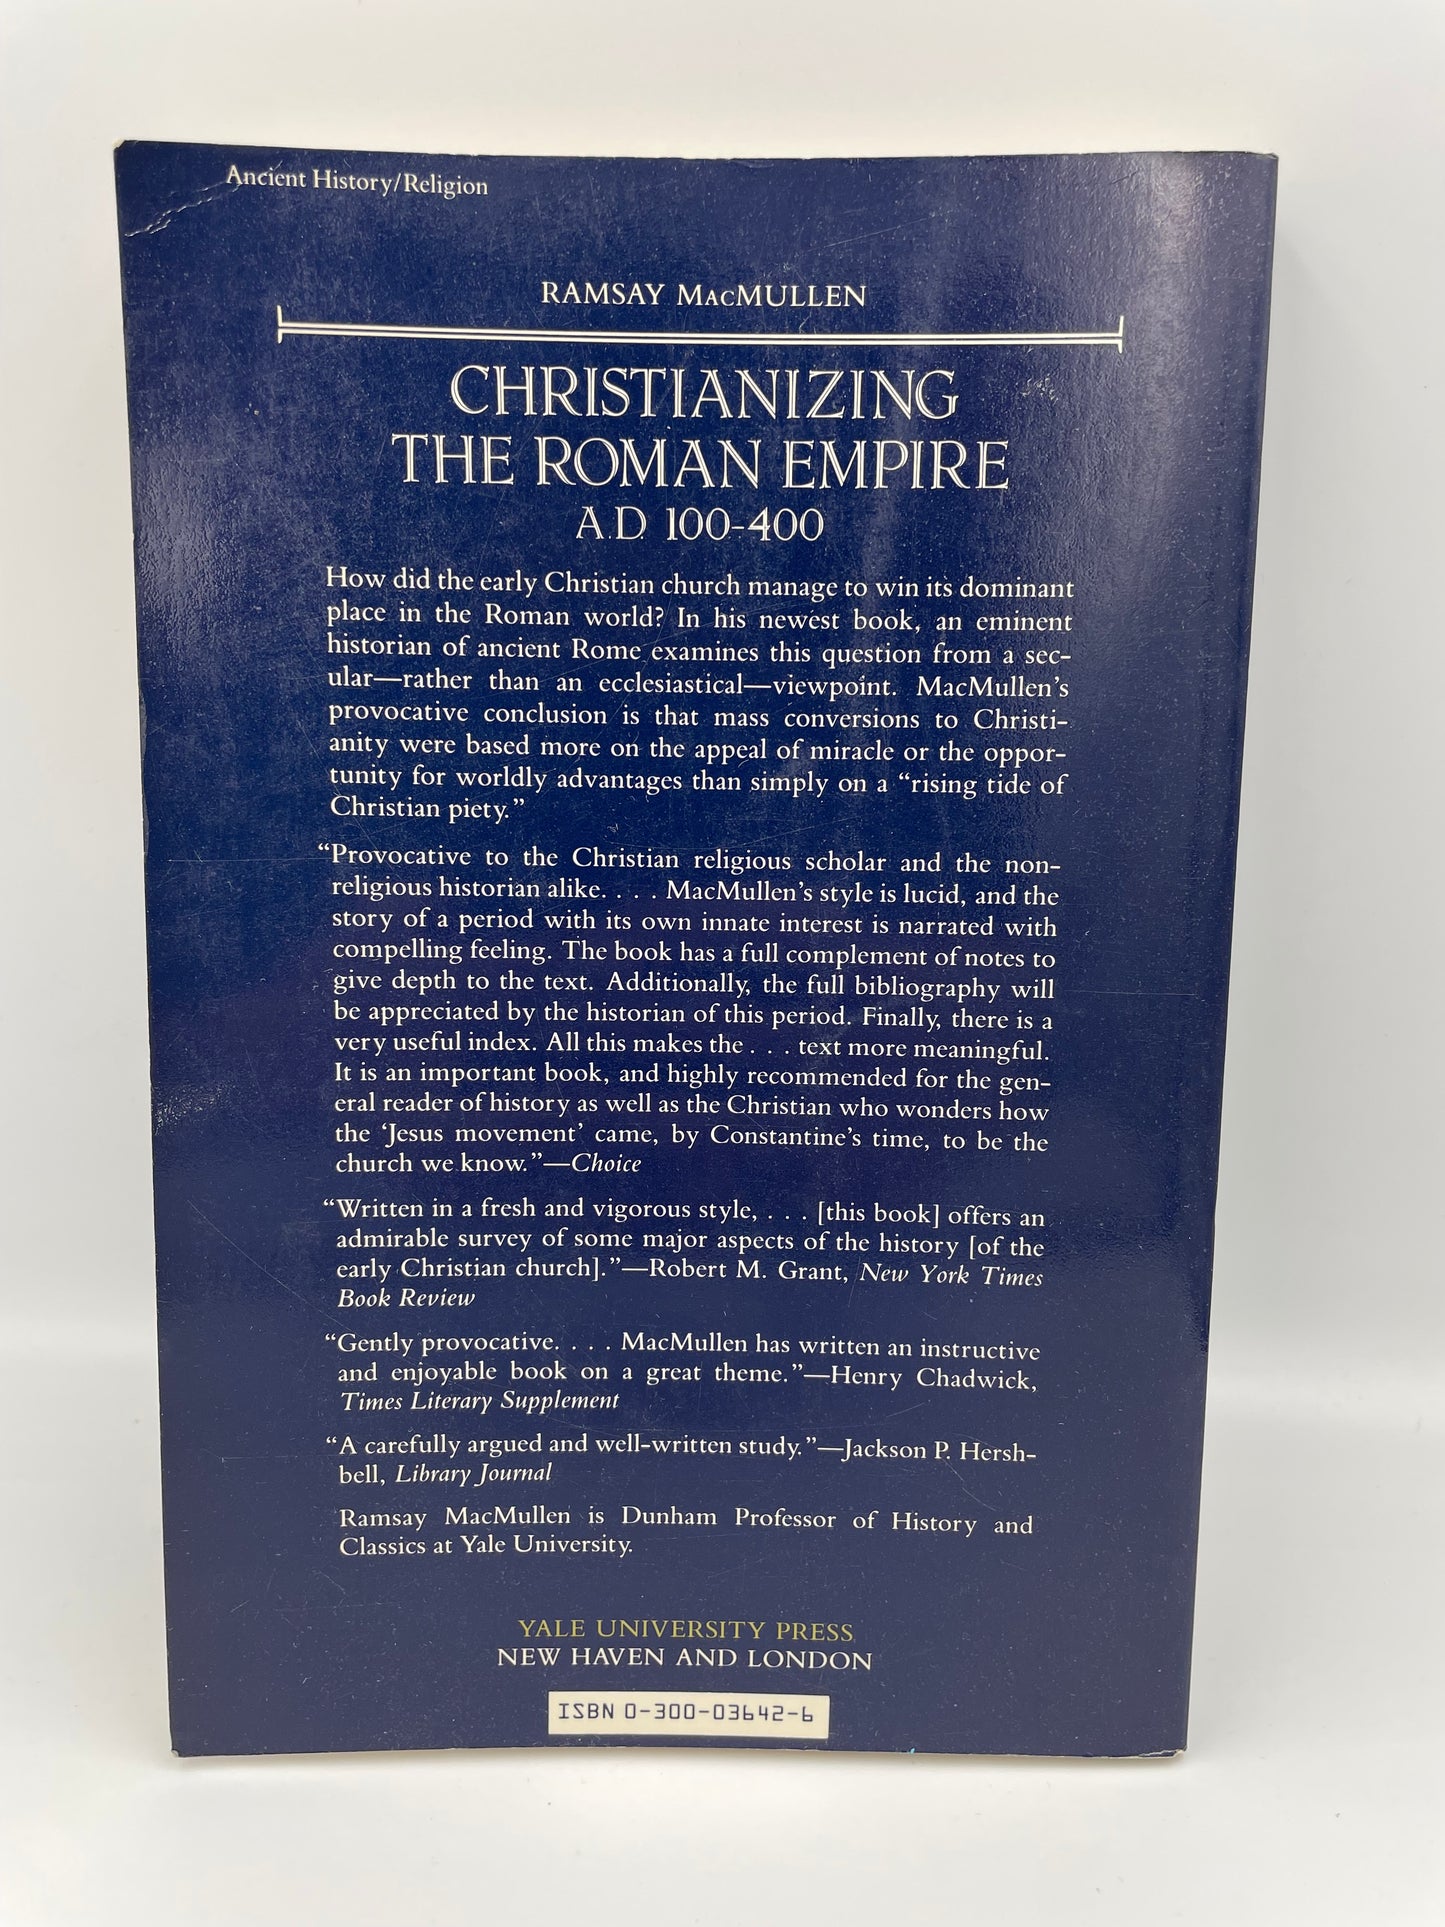 Ancient History/Religion
RAMSAY MACMULLEN
CHRISTIANIZING
THE ROMAN EMPIRE
A.D. 100-400
How did the early Christian church manage to win its dominant
place in the Roman world? In his newest book, an eminent
historian of ancient Rome examines this question from a sec-
ular—rather than an ecclesiastical—viewpoint. MacMullen's
provocative conclusion is that mass conversions to Christi-
anity were based more on the appeal of miracle or the oppor-
tunity for worldly advantages than simply on a “rising tide of
Christian piety.”
“Provocative to the Christian religious scholar and the non-
religious historian alike. . . . MacMullen's style is lucid, and the
story of a period with its own innate interest is narrated with
compelling feeling. The book has a full complement of notes to
give depth to the text. Additionally, the full bibliography will
be appreciated by the historian of this period. Finally, there is a
very useful index. All this makes the . . . text more meaningful.
It is an important book, and highly recommended for the gen-
eral reader of history as well as the Christian who wonders how
the ‘Jesus movement’ came, by Constantine's time, to be the
church we know.”—Choice
“Written in a fresh and vigorous style, . . . [this book] offers an
admirable survey of some major aspects of the history [of the
early Christian church].”—Robert M. Grant, New York Times
Book Review
“Gently provocative. . . . MacMullen has written an instructive
and enjoyable book on a great theme.”—Henry Chadwick,
Times Literary Supplement
“A carefully argued and well-written study.”—Jackson P. Hersh-
bell, Library Journal
Ramsay MacMullen is Dunham Professor of History and
Classics at Yale University.
YALE UNIVERSITY PRESS
NEW HAVEN AND LONDON
ISBN 0-300-03642-6